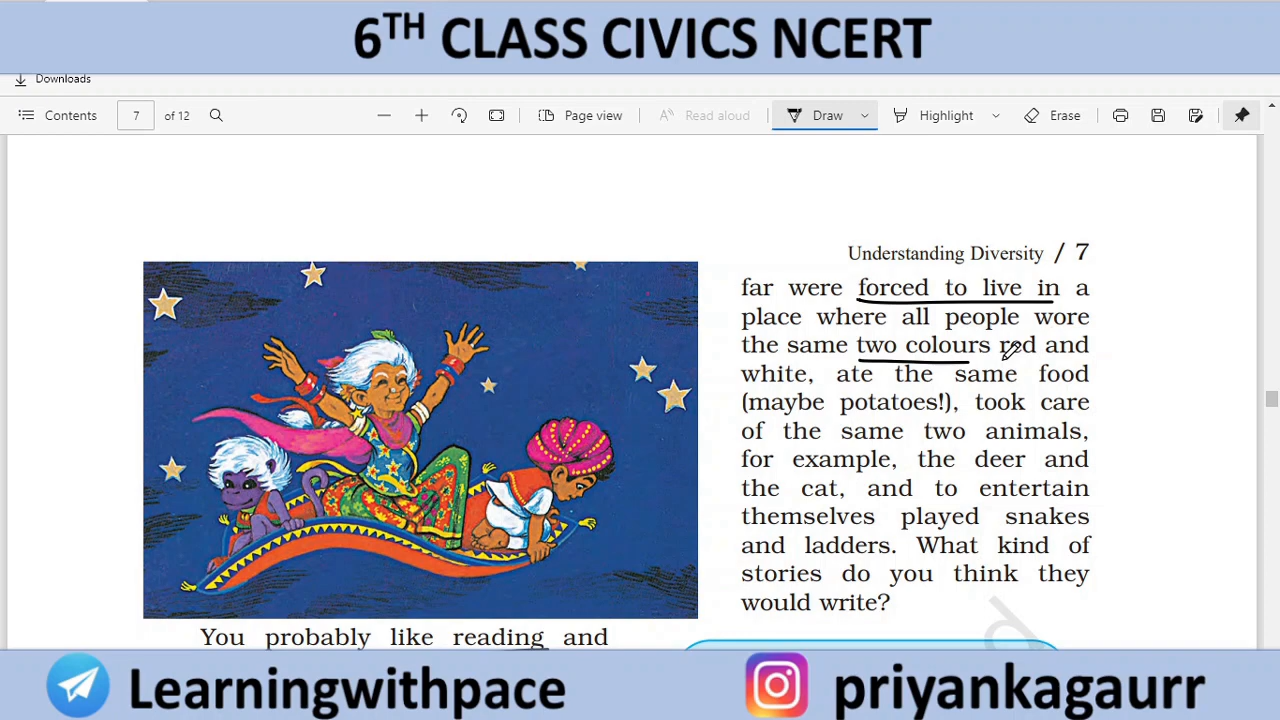 6TH CLASS CIVICS NCERT
Downloads
Contents 7 of 12 Page view Read aloud Draw Highlight Erase
Understanding Diversity / 7
far were forced to live in a
place where all people wore
the same two colours red and
white, ate the same food
(maybe potatoes!), took care
of the same two animals,
for example, the deer and
the cat, and to entertain
themselves played snakes
and ladders. What kind of
stories do you think they
would write?
You probably like reading and
Learningwithpace
priyankagaurr